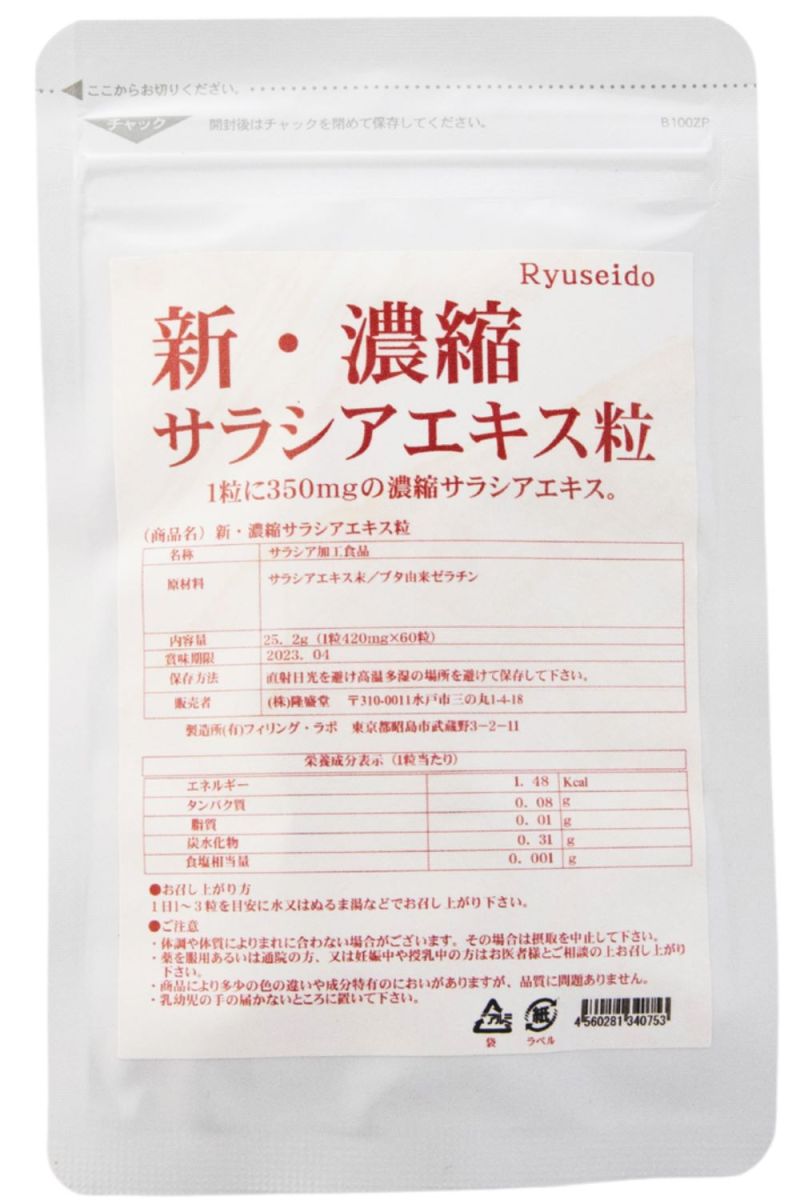 ここからお切りください。
チャック 開封後はチャックを閉めて保存してください。 B100ZP
Ryuseido
新・濃縮
サラシアエキス粒
1粒に350mgの濃縮サラシアエキス。
(商品名) 新・濃縮サラシアエキス粒
名称 サラシア加工食品
原材料 サラシアエキス末/ブタ由来ゼラチン
内容量 25.2g (1粒420mg×60粒)
賞味期限 2023.04
保存方法 直射日光を避け高温多湿の場所を避けて保存して下さい。
販売者 (株)隆盛堂 〒310-0011水戸市三の丸1-4-18
製造所(有)フィリング・ラボ 東京都昭島市武蔵野3-2-11
栄養成分表示 (1粒当たり)
エネルギー 1.48 Kcal
タンパク質 0.08 g
脂質 0.01 g
炭水化物 0.31 g
食塩相当量 0.001 g
●お召し上がり方
1日1~3粒を目安に水又はぬるま湯などでお召し上がり下さい。
●ご注意
・体調や体質によりまれに合わない場合がございます。その場合は摂取を中止して下さい。
・薬を服用あるいは通院の方、又は妊娠中や授乳中の方はお医者様とご相談の上お召し上がり
下さい。
・商品により多少の色の違いや成分特有のにおいがありますが、品質に問題ありません。
・乳幼児の手の届かないところに置いて下さい。
アルミ 紙 4560281340753
袋 ラベル